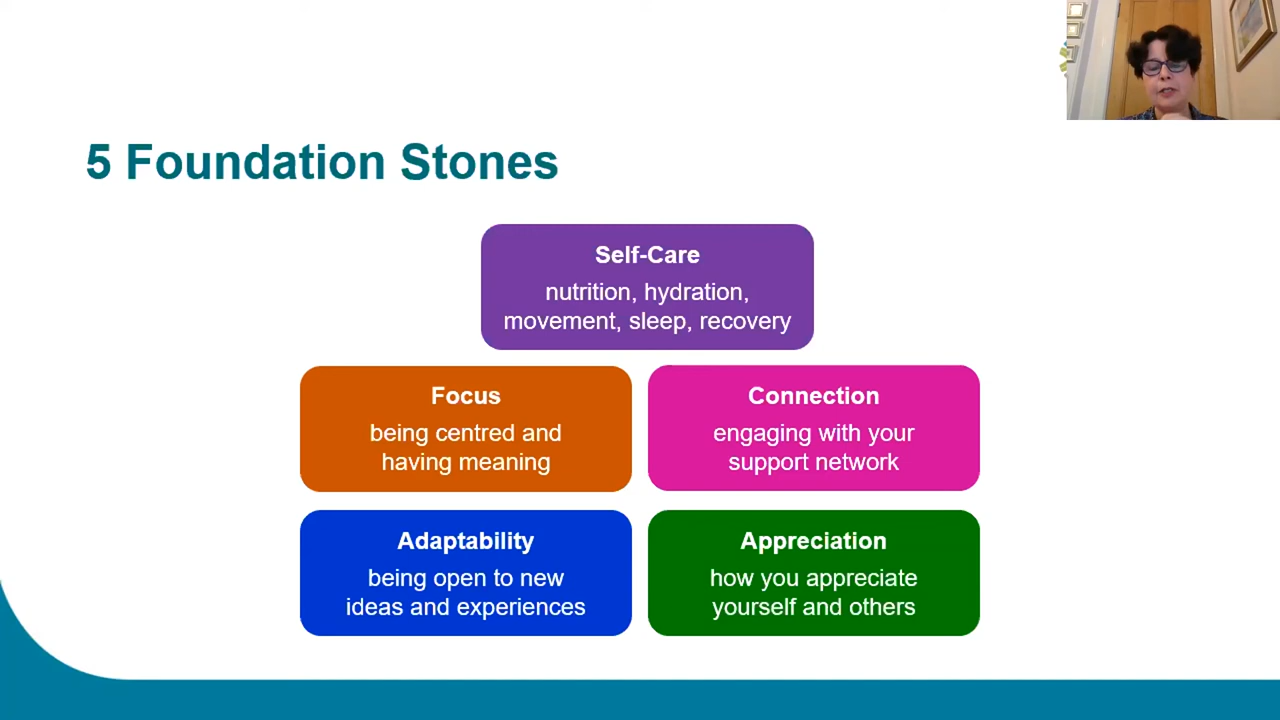 5 Foundation Stones
Self-Care
nutrition, hydration,
movement, sleep, recovery
Focus
being centred and
having meaning
Connection
engaging with your
support network
Adaptability
being open to new
ideas and experiences
Appreciation
how you appreciate
yourself and others